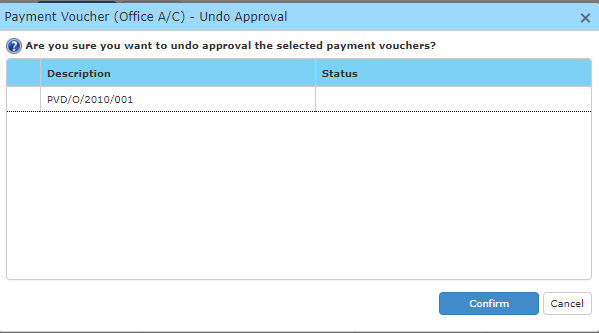 Payment Voucher (Office A/C) - Undo Approval
Are you sure you want to undo approval the selected payment vouchers?
Description Status
PVD/O/2010/001
Confirm Cancel